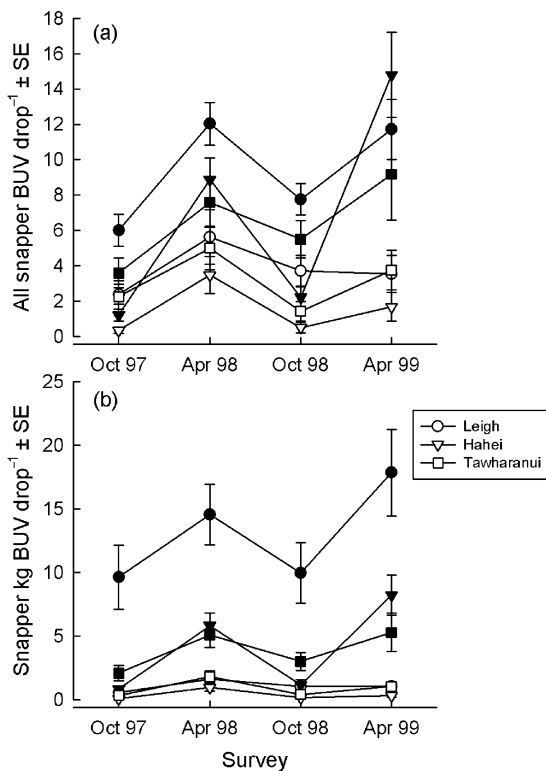 (a)
All snapper BUV drop⁻¹ ± SE
18
16
14
12
10
8
6
4
2
0
Oct 97 Apr 98 Oct 98 Apr 99
(b)
Snapper kg BUV drop⁻¹ ± SE
25
20
15
10
5
0
Leigh
Hahei
Tawharanui
Oct 97 Apr 98 Oct 98 Apr 99
Survey